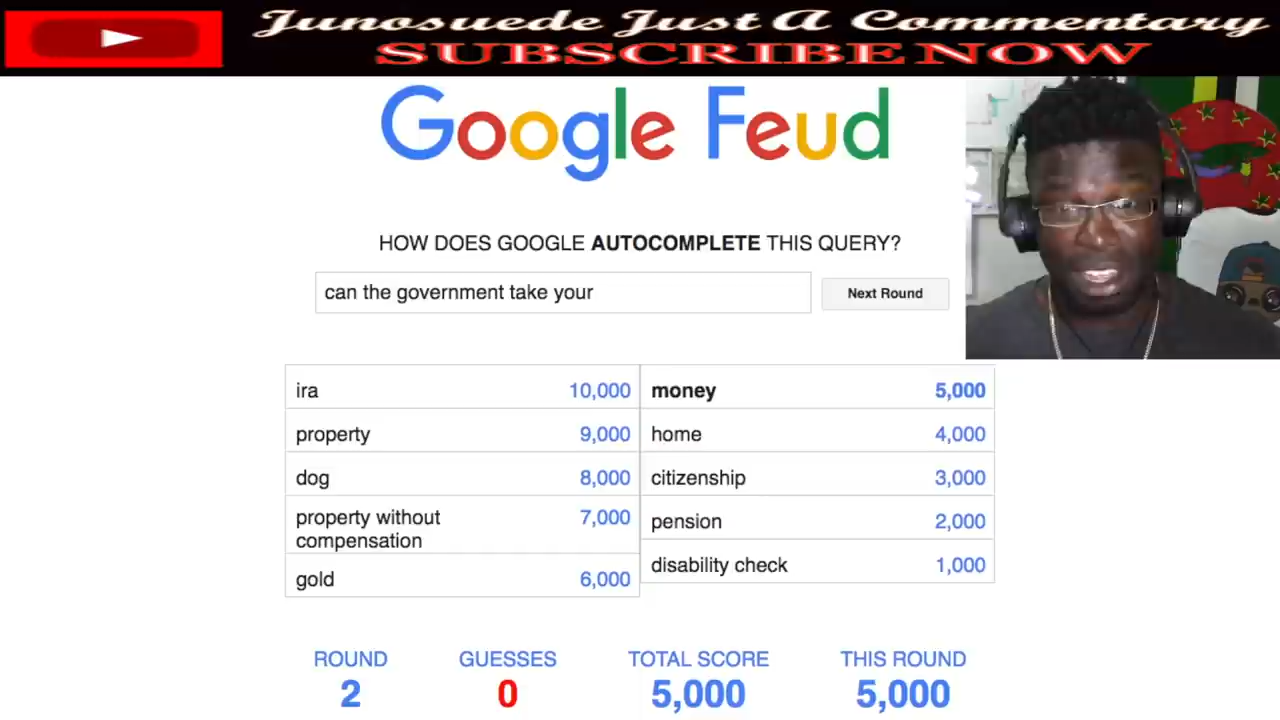 Junosuede Just A Commentary
SUBSCRIBE NOW
Google Feud
HOW DOES GOOGLE AUTOCOMPLETE THIS QUERY?
can the government take your
Next Round
ira 10,000
property 9,000
dog 8,000
property without
compensation 7,000
gold 6,000
money 5,000
home 4,000
citizenship 3,000
pension 2,000
disability check 1,000
ROUND GUESSES TOTAL SCORE THIS ROUND
2 0 5,000 5,000